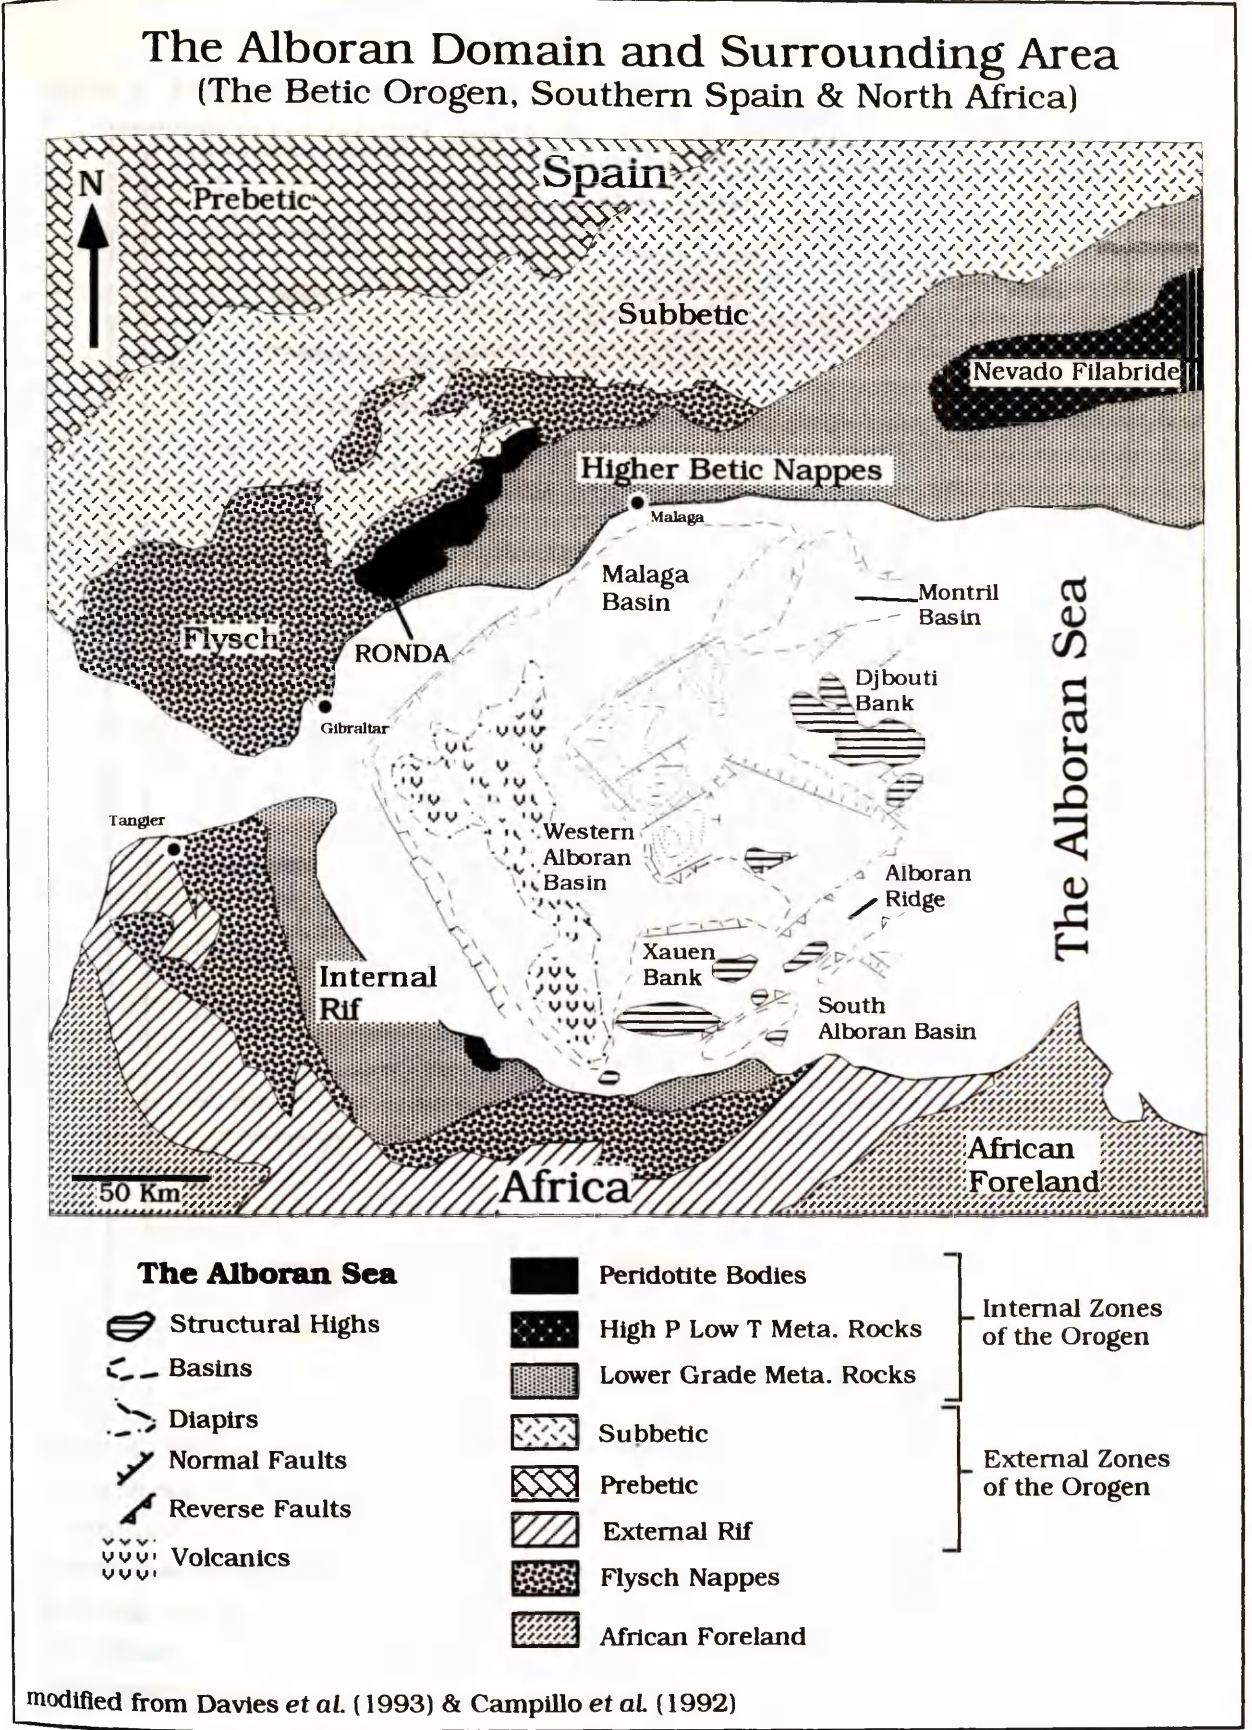 The Alboran Domain and Surrounding Area
(The Betic Orogen, Southern Spain & North Africa)
N
Spain
Prebetic
Subbetic
Nevado Filabride
Higher Betic Nappes
Malaga
Malaga
Basin
Montril
Basin
Flysch
RONDA
Djbouti
Bank
Gibraltar
The Alboran Sea
Tangier
Western
Alboran
Basin
Alboran
Ridge
Xauen
Bank
Internal
Rif
South
Alboran Basin
African
Foreland
50 Km
Africa
The Alboran Sea
Structural Highs
Basins
Diapirs
Normal Faults
Reverse Faults
Volcanics
Peridotite Bodies
High P Low T Meta. Rocks
Lower Grade Meta. Rocks
Subbetic
Prebetic
External Rif
Flysch Nappes
African Foreland
Internal Zones
of the Orogen
External Zones
of the Orogen
modified from Davies et al. (1993) & Campillo et al. (1992)